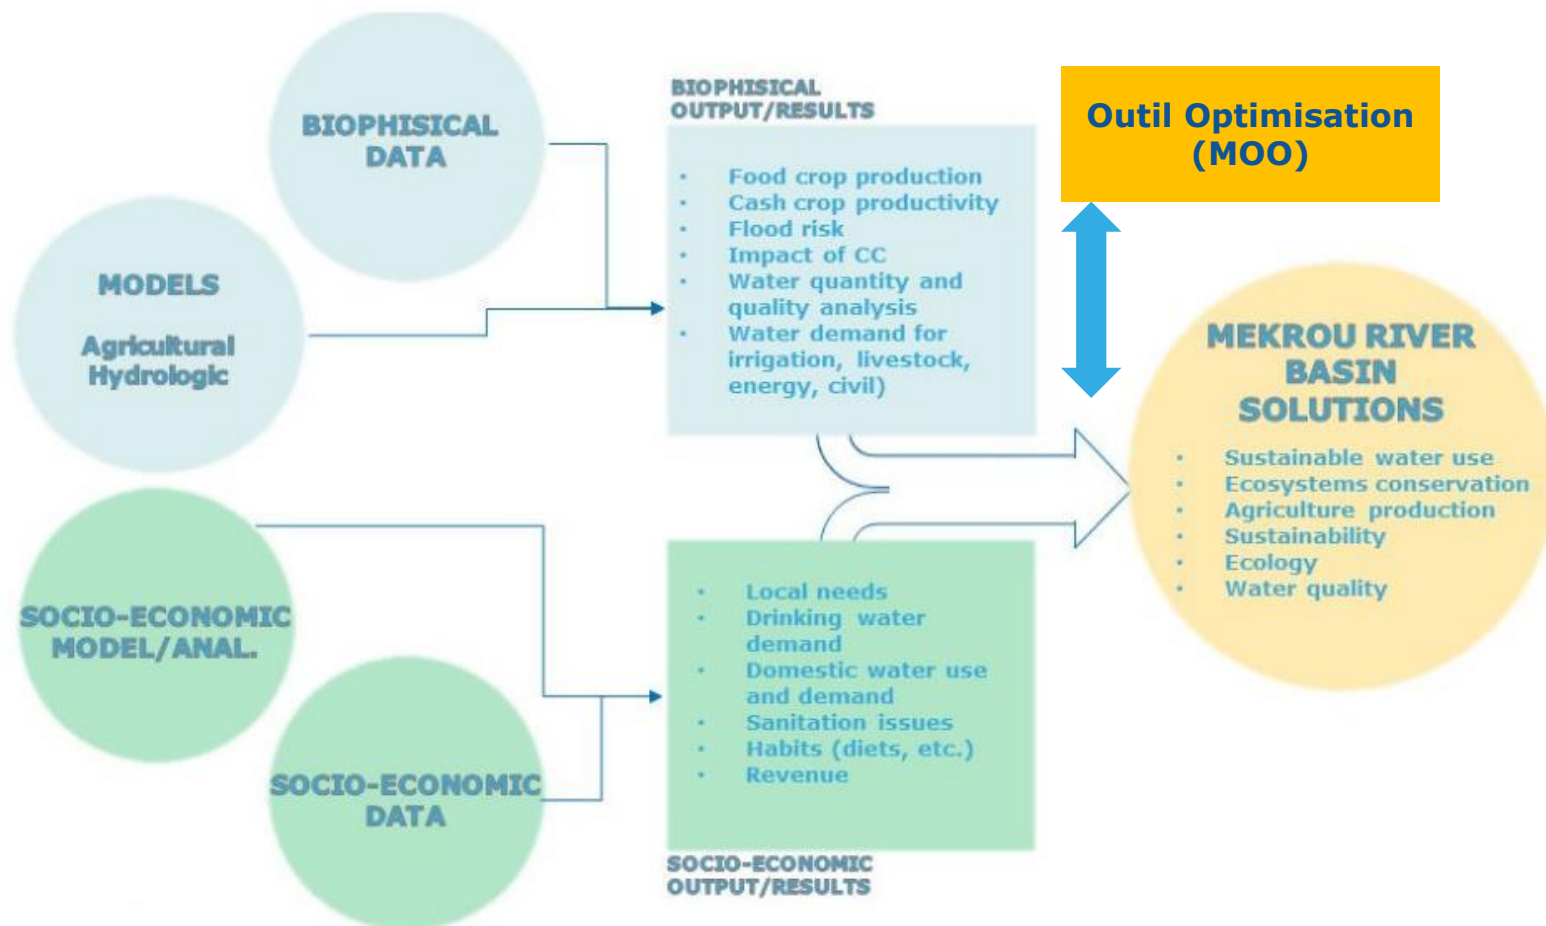 BIOPHISICAL
DATA
MODELS
Agricultural
Hydrologic
BIOPHISICAL
OUTPUT/RESULTS
• Food crop production
• Cash crop productivity
• Flood risk
• Impact of CC
• Water quantity and
quality analysis
• Water demand for
irrigation, livestock,
energy, civil)
Outil Optimisation
(MOO)
MEKROU RIVER
BASIN
SOLUTIONS
• Sustainable water use
• Ecosystems conservation
• Agriculture production
• Sustainability
• Ecology
• Water quality
SOCIO-ECONOMIC
MODEL/ANAL.
SOCIO-ECONOMIC
DATA
• Local needs
• Drinking water
demand
• Domestic water use
and demand
• Sanitation issues
• Habits (diets, etc.)
• Revenue
SOCIO-ECONOMIC
OUTPUT/RESULTS